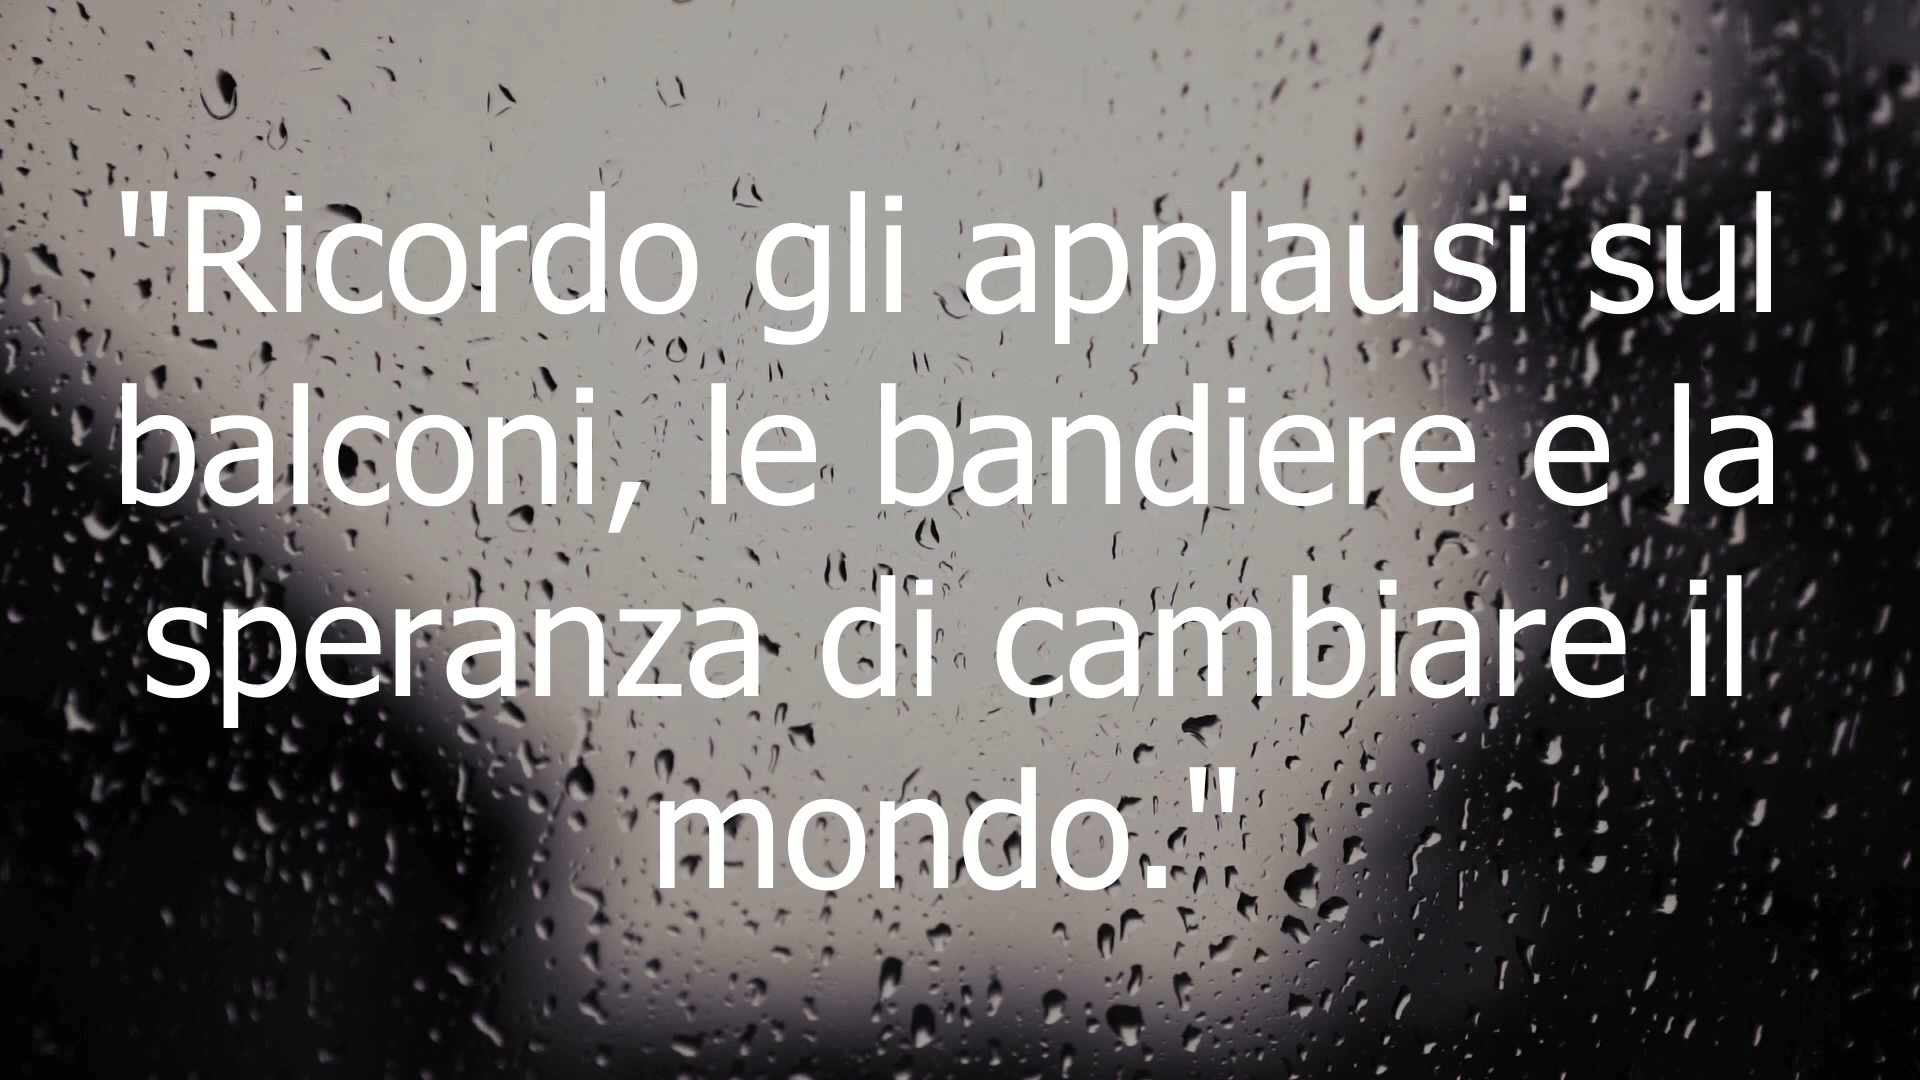 "Ricordo gli applausi sul
balconi, le bandiere e la
speranza di cambiare il
mondo."